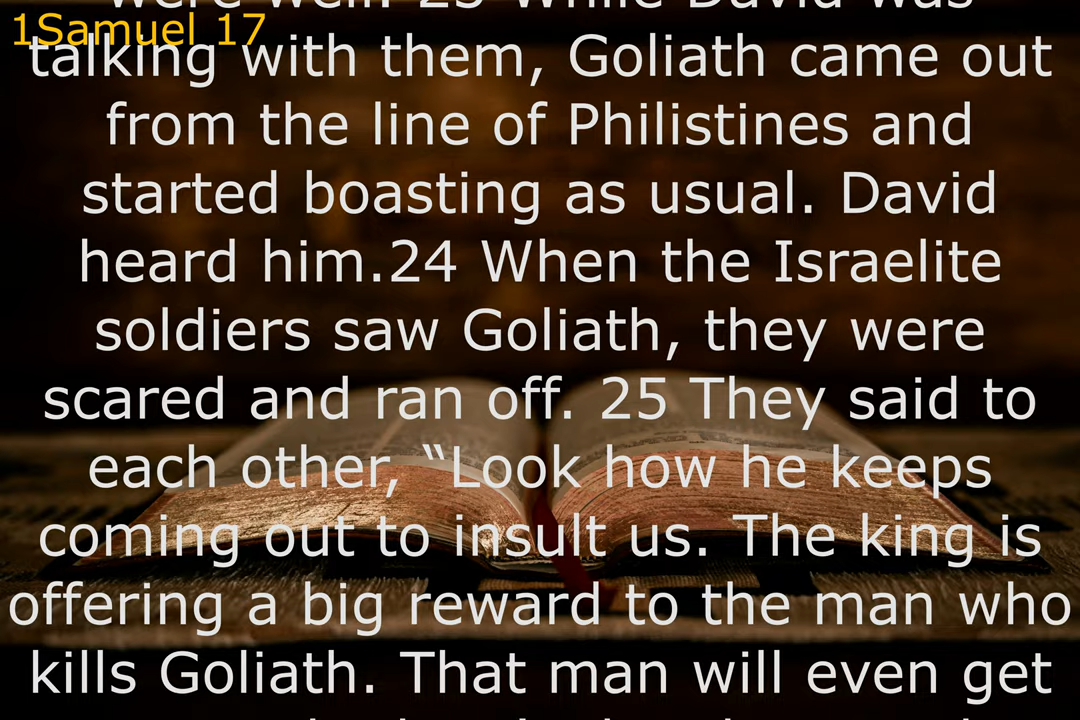 1Samuel 17
were well. 23 While David was
talking with them, Goliath came out
from the line of Philistines and
started boasting as usual. David
heard him.24 When the Israelite
soldiers saw Goliath, they were
scared and ran off. 25 They said to
each other, “Look how he keeps
coming out to insult us. The king is
offering a big reward to the man who
kills Goliath. That man will even get